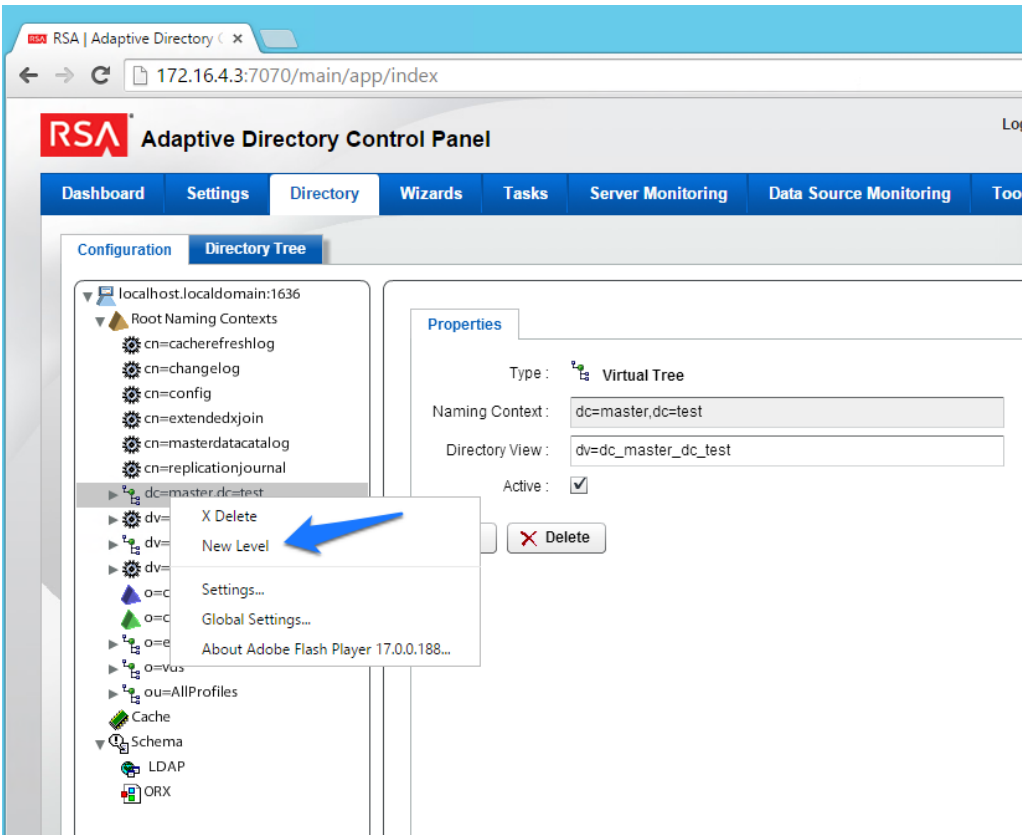 RSA | Adaptive Directory
172.16.4.3:7070/main/app/index
RSA Adaptive Directory Control Panel
Dashboard Settings Directory Wizards Tasks Server Monitoring Data Source Monitoring
Configuration Directory Tree
localhost.localdomain:1636
Root Naming Contexts
cn=cacherefreshlog
cn=changelog
cn=config
cn=extendedxjoin
cn=masterdatacatalog
cn=replicationjournal
dc=master,dc=test
dv=
dv=
dv=
o=c
o=c
o=e
o=vds
ou=AllProfiles
Cache
Schema
LDAP
ORX
X Delete
New Level
Settings...
Global Settings...
About Adobe Flash Player 17.0.0.188...
Properties
Type : Virtual Tree
Naming Context : dc=master,dc=test
Directory View : dv=dc_master_dc_test
Active :
Delete